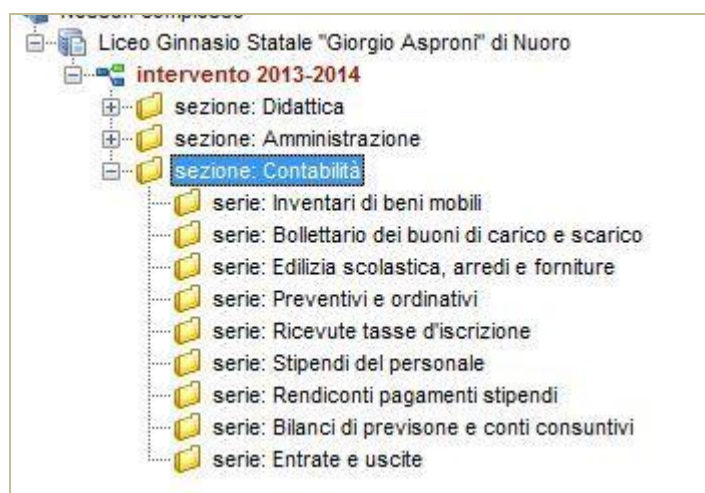 Nessun complesso
Liceo Ginnasio Statale "Giorgio Asproni" di Nuoro
intervento 2013-2014
sezione: Didattica
sezione: Amministrazione
sezione: Contabilità
serie: Inventari di beni mobili
serie: Bollettario dei buoni di carico e scarico
serie: Edilizia scolastica, arredi e forniture
serie: Preventivi e ordinativi
serie: Ricevute tasse d'iscrizione
serie: Stipendi del personale
serie: Rendiconti pagamenti stipendi
serie: Bilanci di previsone e conti consuntivi
serie: Entrate e uscite